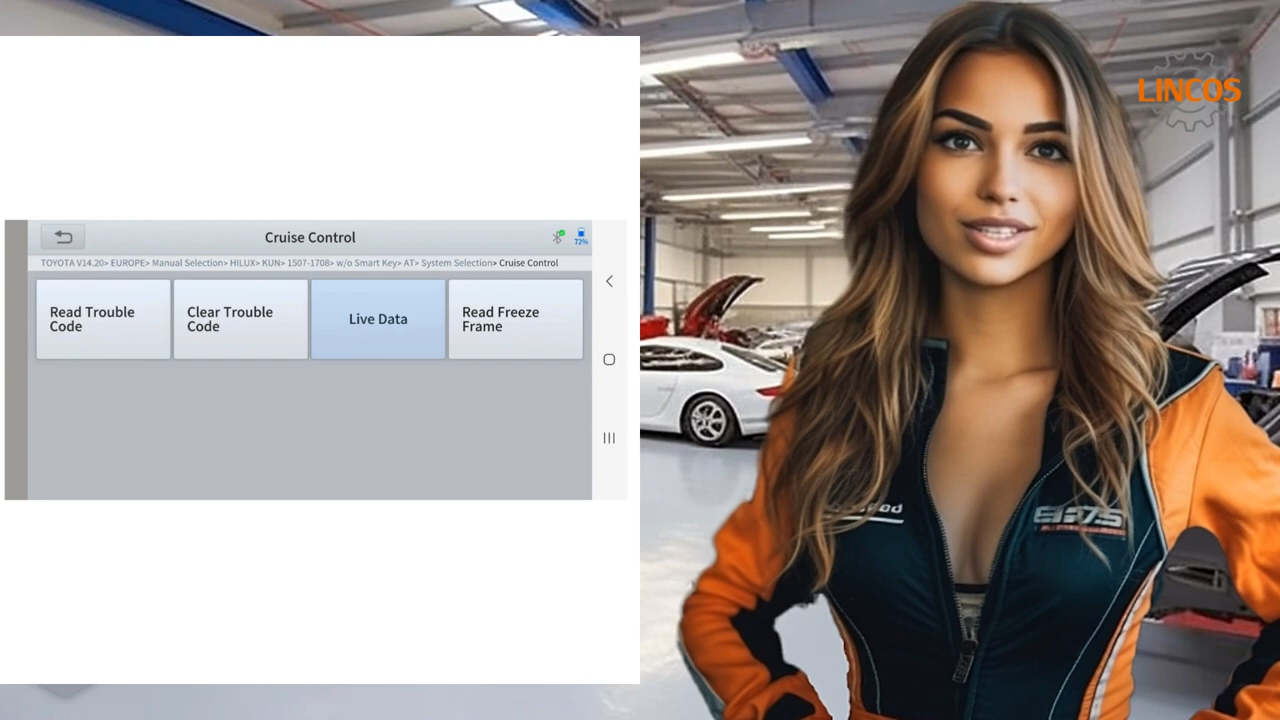 LINCOS
Cruise Control
72%
TOYOTA V14.20> EUROPE> Manual Selection> HILUX> KUN> 1507-1708> w/o Smart Key> AT> System Selection> Cruise Control
Read Trouble
Code
Clear Trouble
Code
Live Data
Read Freeze
Frame